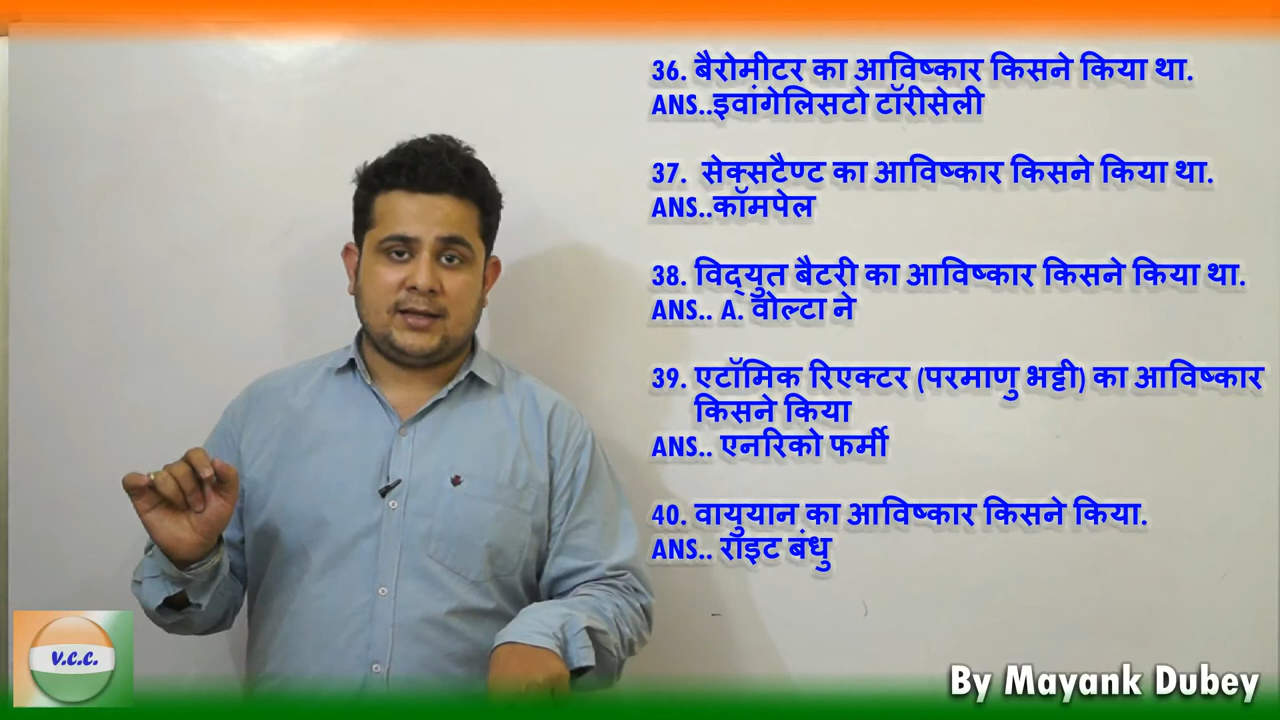 36. बैरोमीटर का आविष्कार किसने किया था.
ANS..इवांगेलिसटो टॉरीसेली
37. सेक्सटैण्ट का आविष्कार किसने किया था.
ANS..कॉमपेल
38. विद्युत बैटरी का आविष्कार किसने किया था.
ANS.. A. वोल्टा ने
39. एटॉमिक रिएक्टर (परमाणु भट्टी) का आविष्कार
किसने किया
ANS.. एनरिको फर्मी
40. वायुयान का आविष्कार किसने किया.
ANS.. राइट बंधु
V.C.C.
By Mayank Dubey